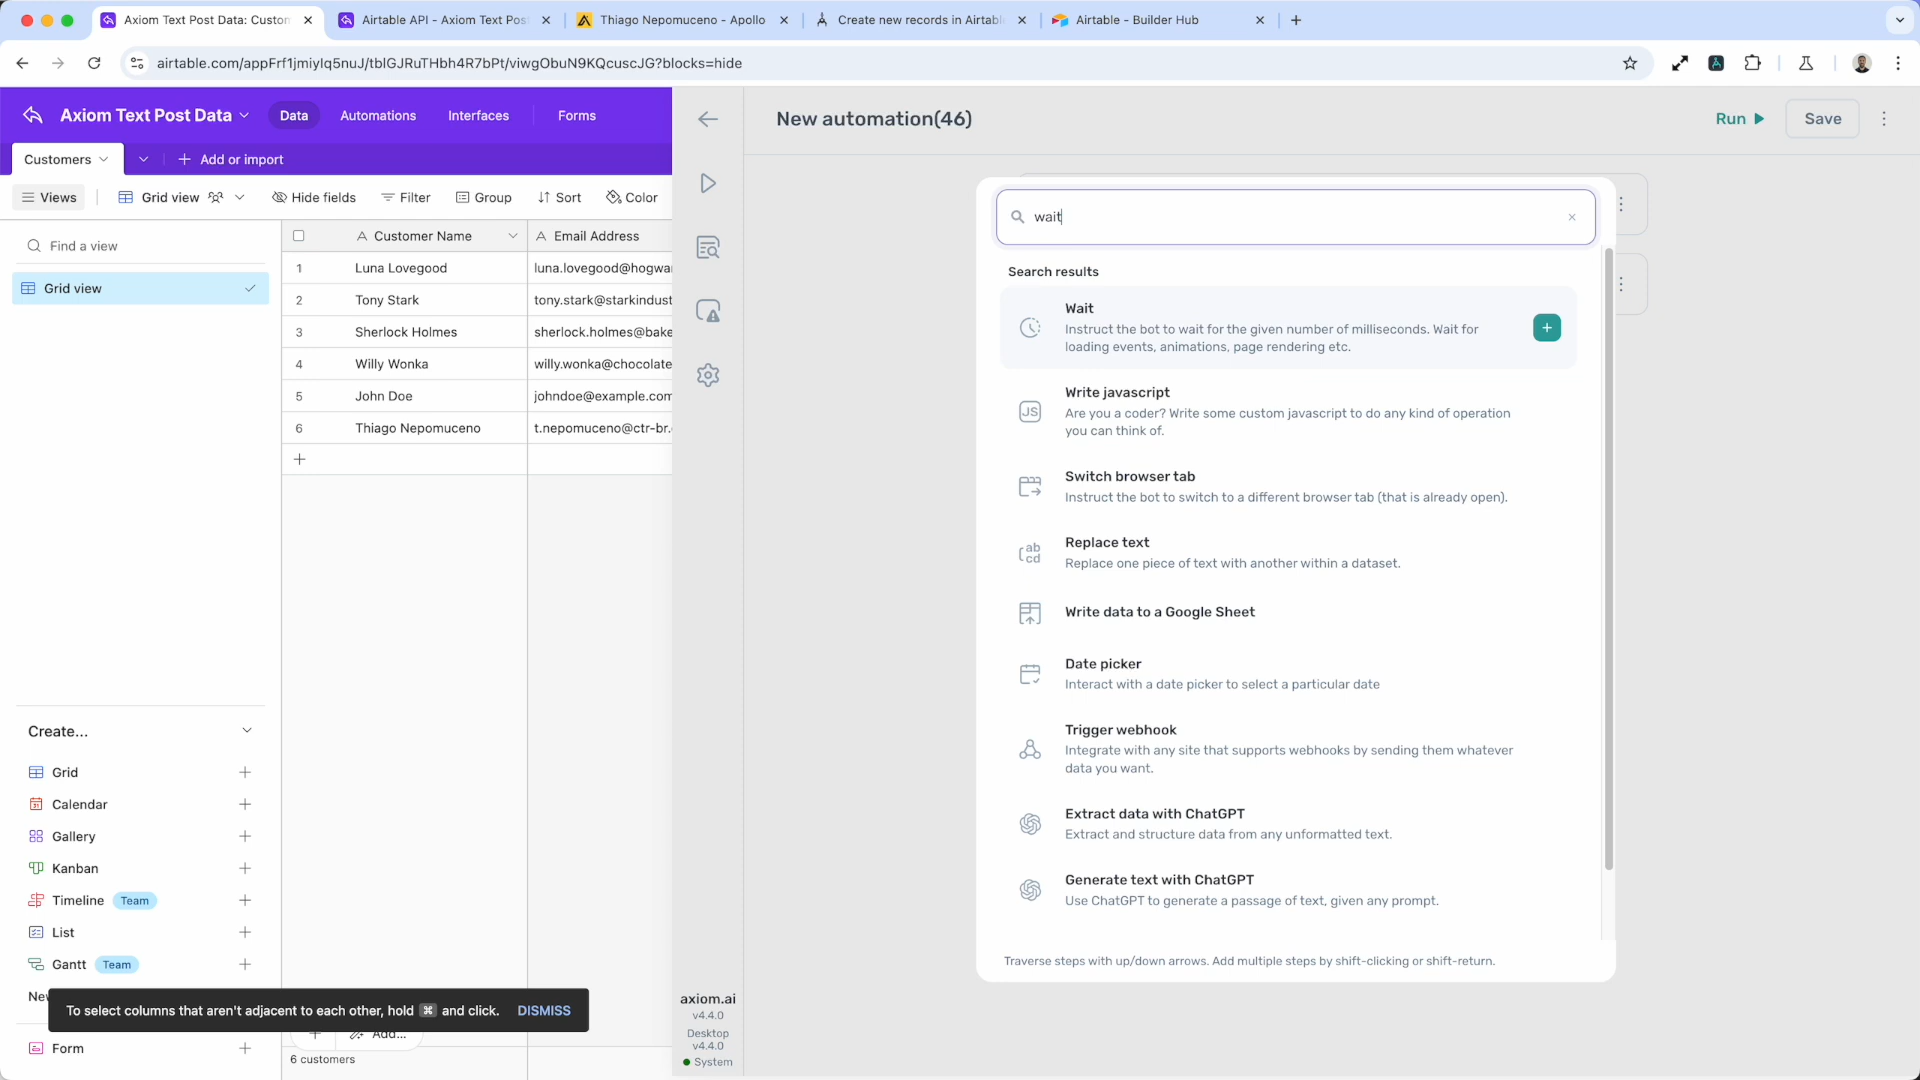 Axiom Text Post Data: Custon
Airtable API - Axiom Text Post
Thiago Nepomuceno - Apollo
Create new records in Airtable
Airtable - Builder Hub
airtable.com/appFrf1jmiylq5nuJ/tblGJRuTHbh4R7bPt/viwgObuN9KQcuscJG?blocks=hide
Axiom Text Post Data
Data
Automations
Interfaces
Forms
Customers
Add or import
Views
Grid view
Hide fields
Filter
Group
Sort
Color
Find a view
Grid view
Customer Name
Email Address
1 Luna Lovegood luna.lovegood@hogwar
2 Tony Stark tony.stark@starkindust
3 Sherlock Holmes sherlock.holmes@bake
4 Willy Wonka willy.wonka@chocolate
5 John Doe johndoe@example.com
6 Thiago Nepomuceno t.nepomuceno@ctr-br.
Create...
Grid
Calendar
Gallery
Kanban
Timeline Team
List
Gantt Team
New
To select columns that aren't adjacent to each other, hold ⌘ and click. DISMISS
Form
Add...
6 customers
axiom.ai
v4.4.0
Desktop
v4.4.0
System
New automation(46)
Run
Save
wait
Search results
Wait
Instruct the bot to wait for the given number of milliseconds. Wait for
loading events, animations, page rendering etc.
Write javascript
JS
Are you a coder? Write some custom javascript to do any kind of operation
you can think of.
Switch browser tab
Instruct the bot to switch to a different browser tab (that is already open).
Replace text
ab
cd
Replace one piece of text with another within a dataset.
Write data to a Google Sheet
Date picker
Interact with a date picker to select a particular date
Trigger webhook
Integrate with any site that supports webhooks by sending them whatever
data you want.
Extract data with ChatGPT
Extract and structure data from any unformatted text.
Generate text with ChatGPT
Use ChatGPT to generate a passage of text, given any prompt.
Traverse steps with up/down arrows. Add multiple steps by shift-clicking or shift-return.